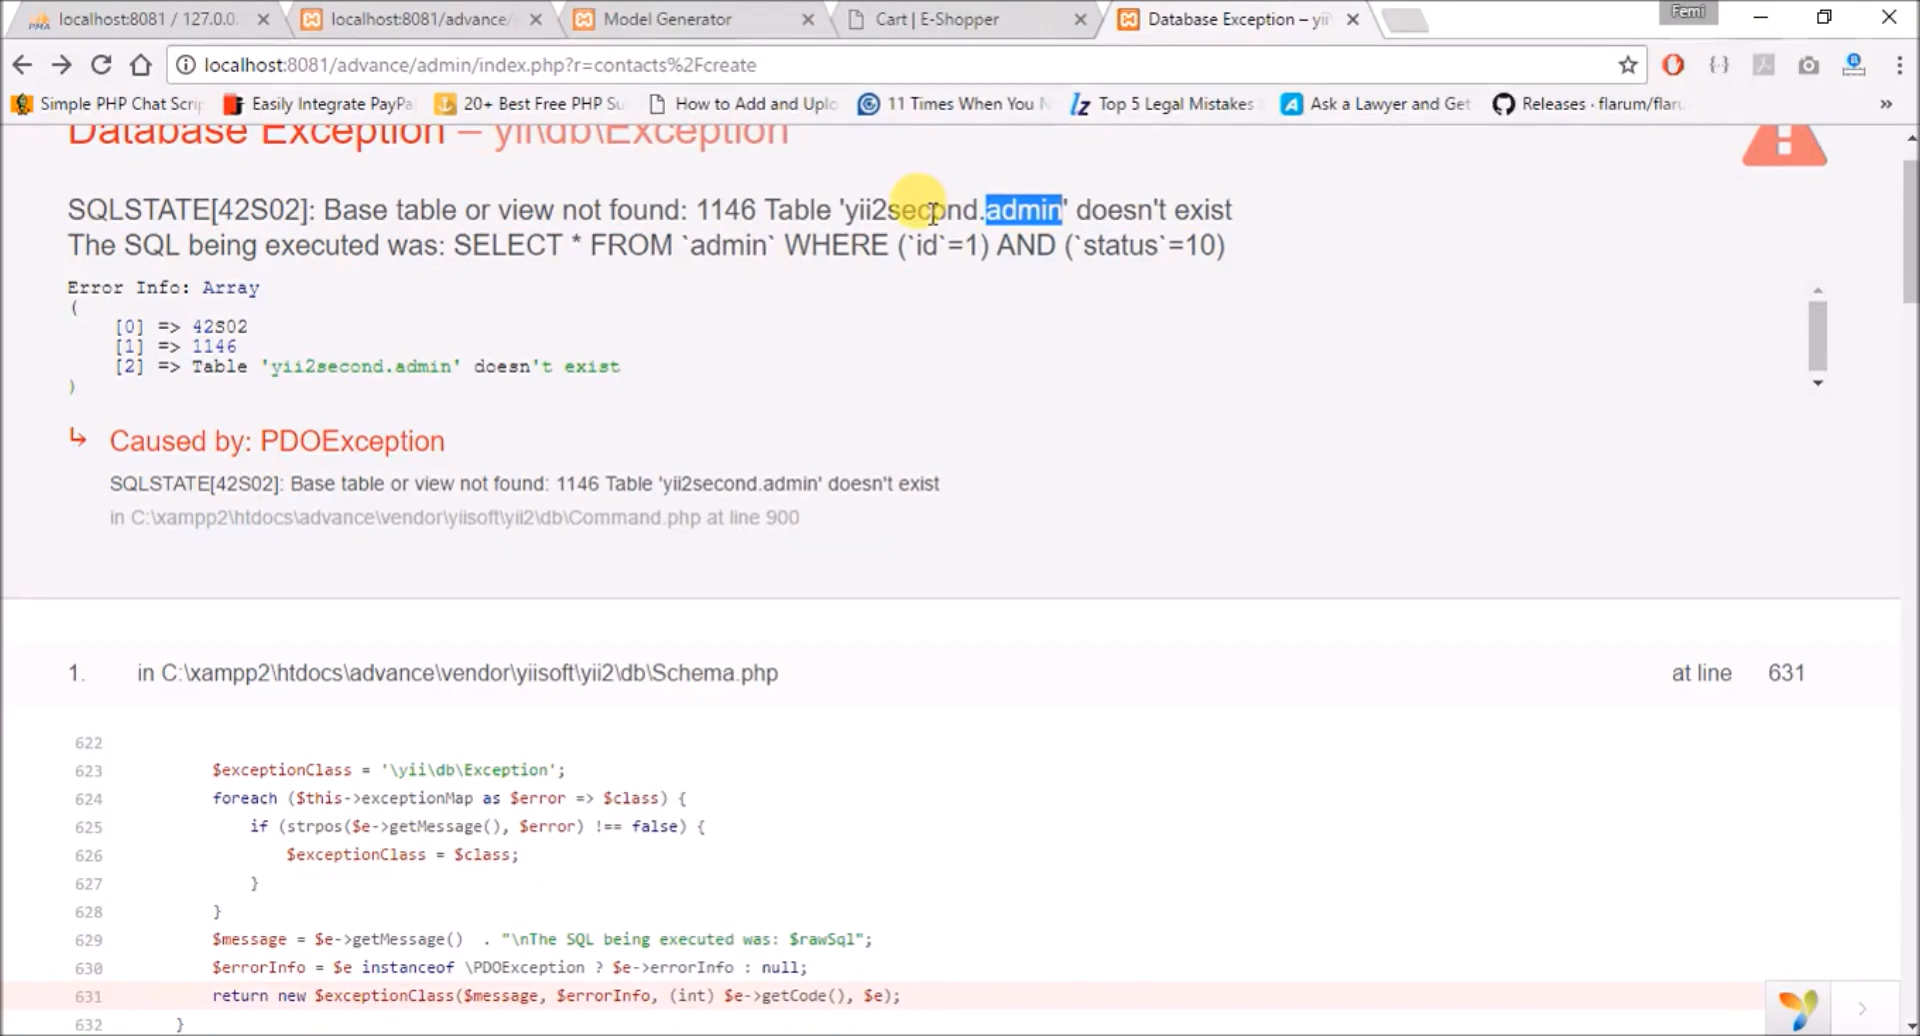 localhost:8081 / 127.0.0.
localhost:8081/advance/
Model Generator
Cart | E-Shopper
Database Exception – yii
Femi
localhost:8081/advance/admin/index.php?r=contacts%2Fcreate
Simple PHP Chat Scrip
Easily Integrate PayPa
20+ Best Free PHP Su
How to Add and Uplo
11 Times When You N
Top 5 Legal Mistakes
Ask a Lawyer and Get
Releases · flarum/flaru
»
Database Exception – yii\db\Exception
SQLSTATE[42S02]: Base table or view not found: 1146 Table 'yii2second.admin' doesn't exist
The SQL being executed was: SELECT * FROM `admin` WHERE (`id`=1) AND (`status`=10)
Error Info: Array
(
[0] => 42S02
[1] => 1146
[2] => Table 'yii2second.admin' doesn't exist
)
↳ Caused by: PDOException
SQLSTATE[42S02]: Base table or view not found: 1146 Table 'yii2second.admin' doesn't exist
in C:\xampp2\htdocs\advance\vendor\yiisoft\yii2\db\Command.php at line 900
1. in C:\xampp2\htdocs\advance\vendor\yiisoft\yii2\db\Schema.php at line 631
622
623 $exceptionClass = '\yii\db\Exception';
624 foreach ($this->exceptionMap as $error => $class) {
625 if (strpos($e->getMessage(), $error) !== false) {
626 $exceptionClass = $class;
627 }
628 }
629 $message = $e->getMessage() . "\nThe SQL being executed was: $rawSql";
630 $errorInfo = $e instanceof \PDOException ? $e->errorInfo : null;
631 return new $exceptionClass($message, $errorInfo, (int) $e->getCode(), $e);
632 }